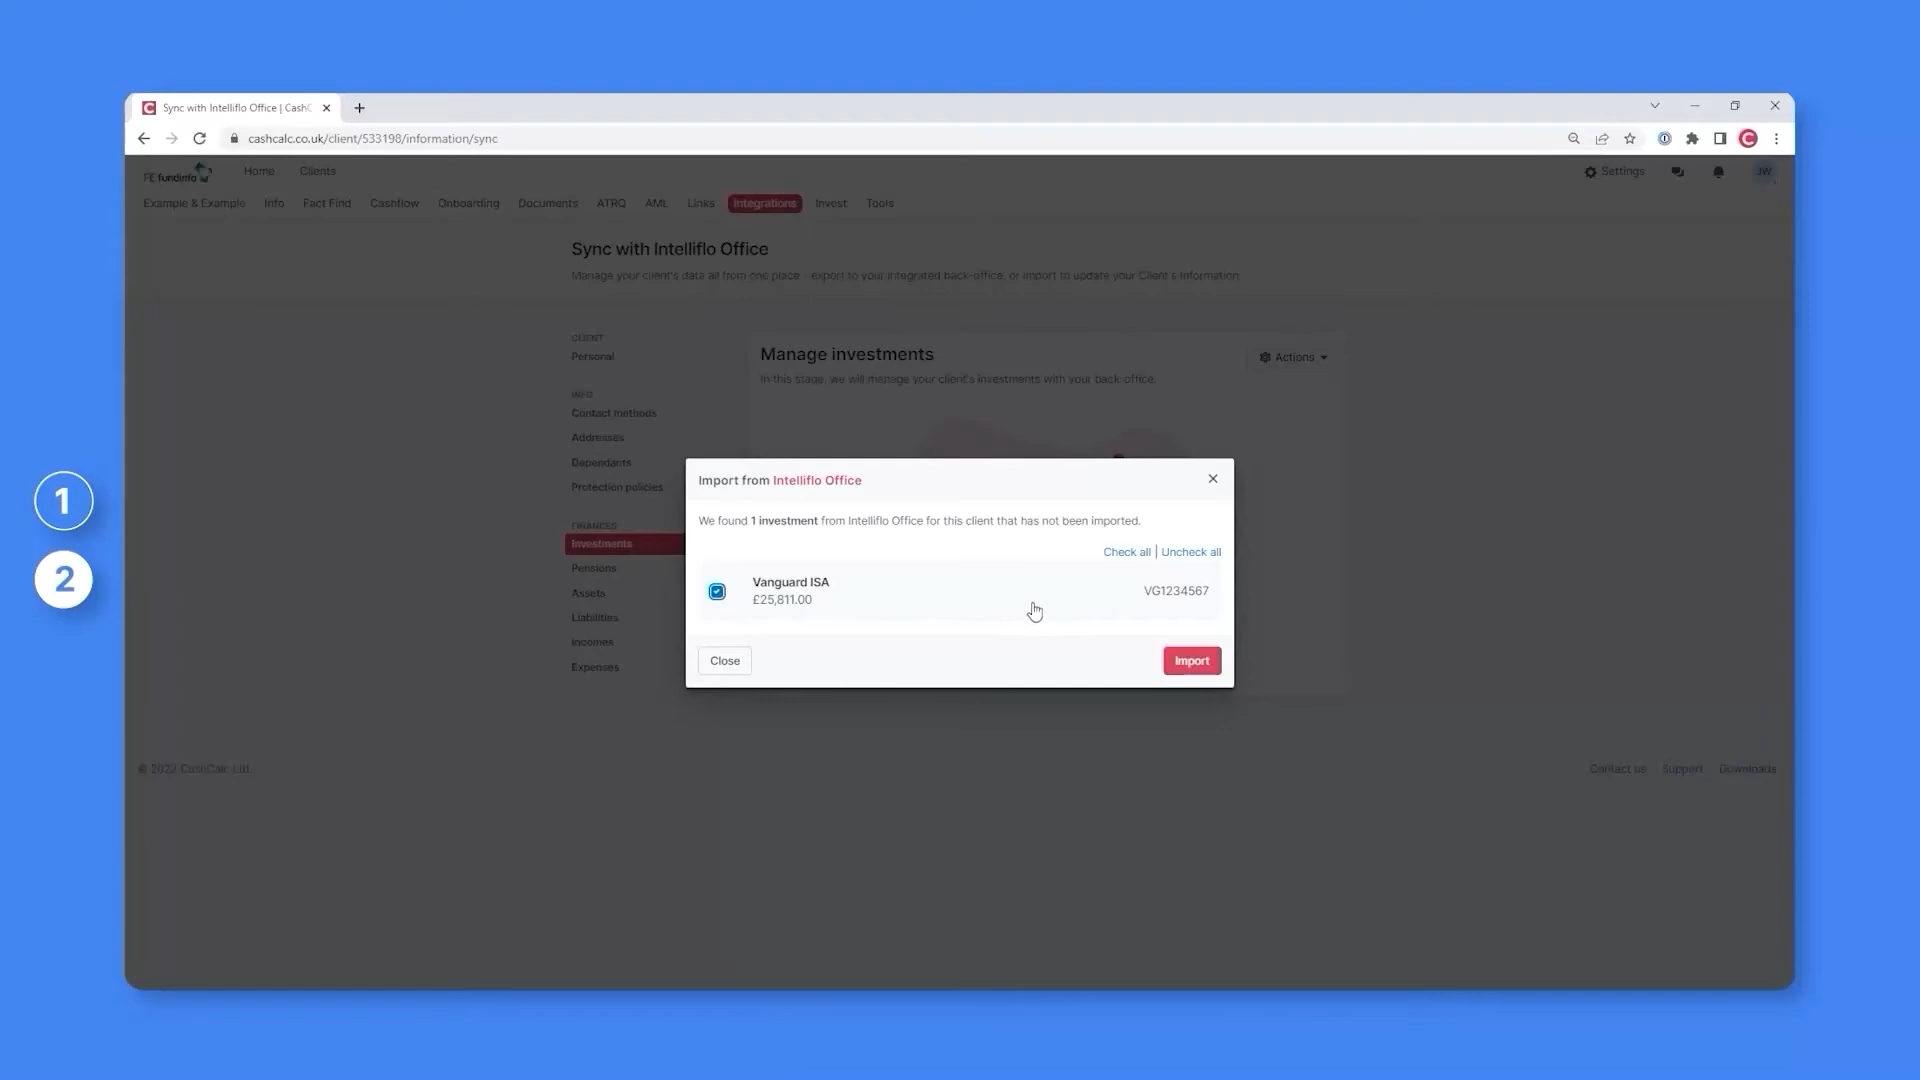 Sync with Intelliflo Office | CashC
cashcalc.co.uk/client/533198/information/sync
FE fundinfo
Home
Clients
Settings
JW
Example & Example
Info
Fact Find
Cashflow
Onboarding
Documents
ATRQ
AML
Links
Integrations
Invest
Tools
Sync with Intelliflo Office
Manage your client's data all from one place - export to your integrated back-office, or import to update your Client's Information
CLIENT
Personal
INFO
Contact methods
Addresses
Dependants
Protection policies
FINANCES
Investments
Pensions
Assets
Liabilities
Incomes
Expenses
Manage investments
Actions
In this stage, we will manage your client's investments with your back-office.
Import from Intelliflo Office
We found 1 investment from Intelliflo Office for this client that has not been imported.
Check all | Uncheck all
Vanguard ISA
£25,811.00
VG1234567
Close
Import
1
2
CashCalc Ltd.
Contact us
Support
Downloads